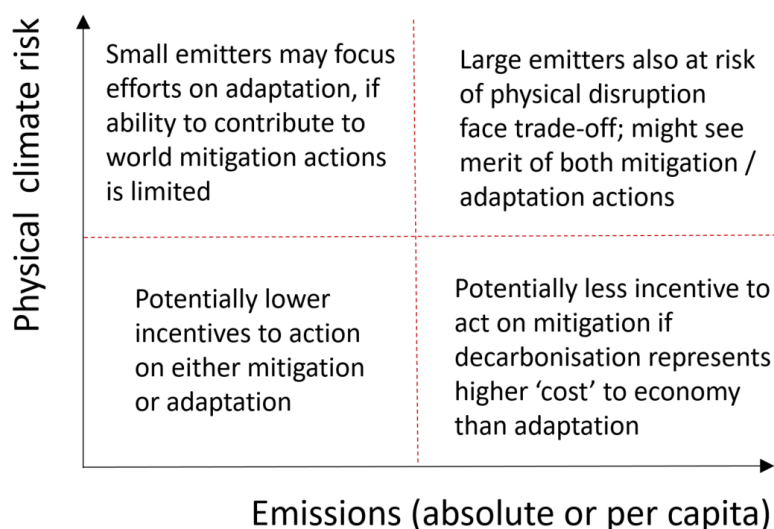 Physical climate risk
Small emitters may focus
efforts on adaptation, if
ability to contribute to
world mitigation actions
is limited
Large emitters also at risk
of physical disruption
face trade-off; might see
merit of both mitigation /
adaptation actions
Potentially lower
incentives to action
on either mitigation
or adaptation
Potentially less incentive to
act on mitigation if
decarbonisation represents
higher ‘cost’ to economy
than adaptation
Emissions (absolute or per capita)